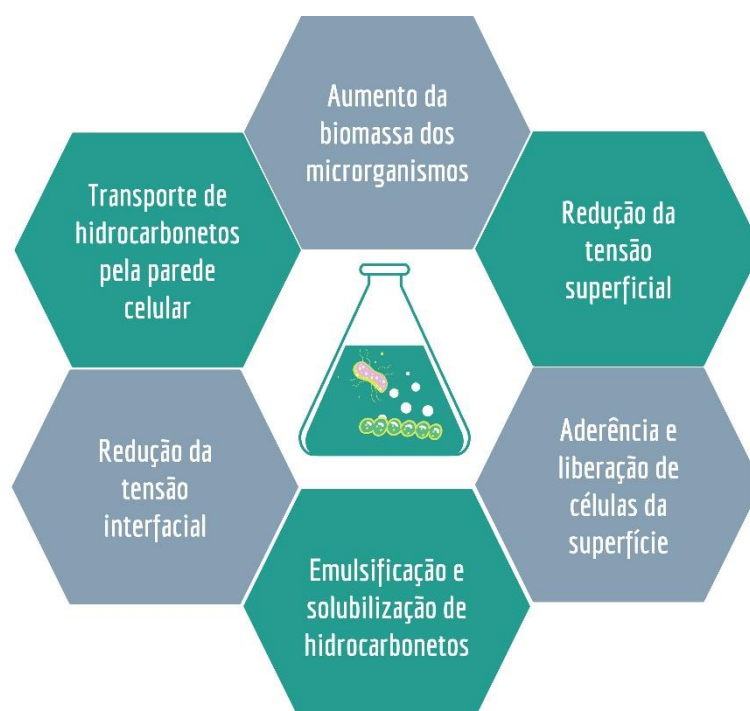 Aumento da
biomassa dos
microrganismos
Transporte de
hidrocarbonetos
pela parede
celular
Redução da
tensão
superficial
Redução da
tensão
interfacial
Aderência e
liberação de
células da
superfície
Emulsificação e
solubilização de
hidrocarbonetos